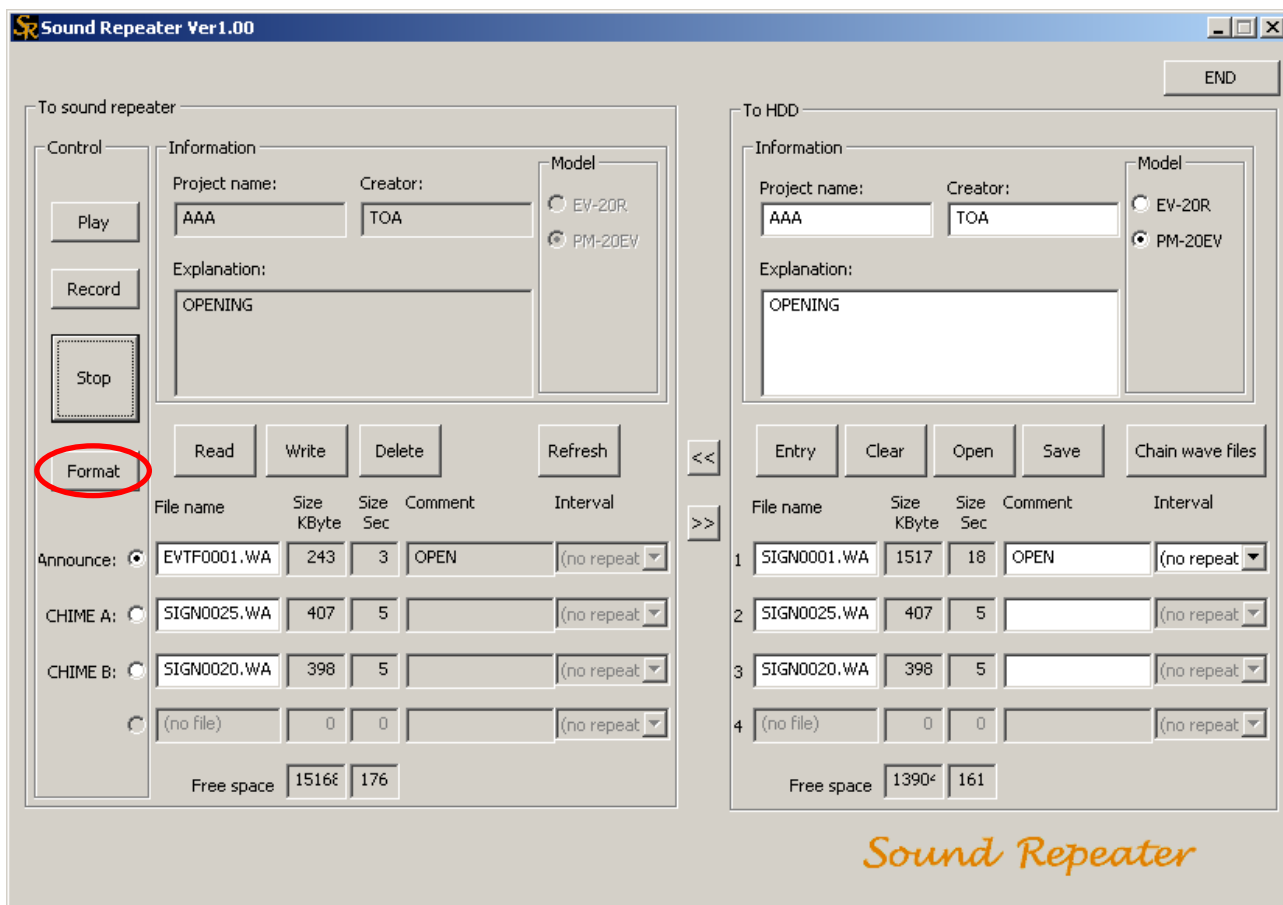 SR Sound Repeater Ver1.00
END
To sound repeater
Control
Play
Record
Stop
Format
Information
Project name: Creator:
AAA TOA
Explanation:
OPENING
Model
EV-20R
PM-20EV
Read Write Delete Refresh
File name Size KByte Size Sec Comment Interval
Announce: EVTF0001.WA 243 3 OPEN (no repeat
CHIME A: SIGN0025.WA 407 5 (no repeat
CHIME B: SIGN0020.WA 398 5 (no repeat
(no file) 0 0 (no repeat
Free space 15168 176
<<
>>
To HDD
Information
Project name: Creator:
AAA TOA
Explanation:
OPENING
Model
EV-20R
PM-20EV
Entry Clear Open Save Chain wave files
File name Size KByte Size Sec Comment Interval
1 SIGN0001.WA 1517 18 OPEN (no repeat
2 SIGN0025.WA 407 5 (no repeat
3 SIGN0020.WA 398 5 (no repeat
4 (no file) 0 0 (no repeat
Free space 13904 161
Sound Repeater